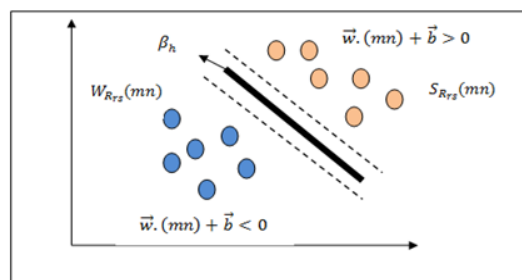 w⃗.(mn) + b⃗ > 0
β_h
W_{R_{rs}}(mn)
S_{R_{rs}}(mn)
w⃗.(mn) + b⃗ < 0